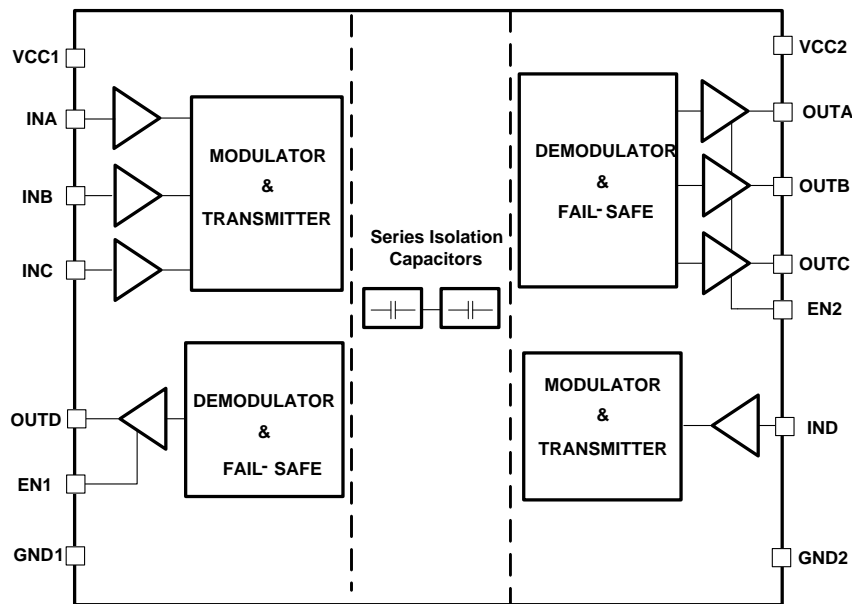 VCC1
INA
INB
INC
OUTD
EN1
GND1
MODULATOR
&
TRANSMITTER
DEMODULATOR
&
FAIL- SAFE
Series Isolation
Capacitors
DEMODULATOR
&
FAIL- SAFE
MODULATOR
&
TRANSMITTER
VCC2
OUTA
OUTB
OUTC
EN2
IND
GND2